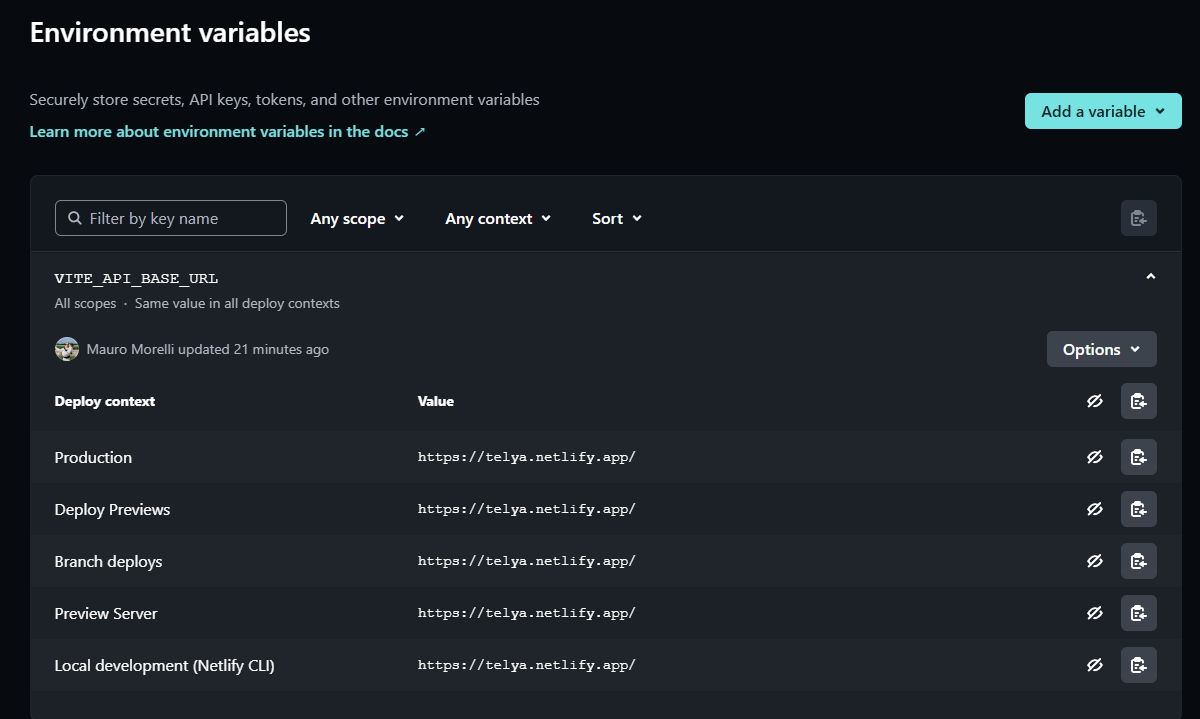 Environment variables
Securely store secrets, API keys, tokens, and other environment variables
Learn more about environment variables in the docs ↗
Add a variable
Filter by key name
Any scope
Any context
Sort
VITE_API_BASE_URL
All scopes · Same value in all deploy contexts
Mauro Morelli updated 21 minutes ago
Options
Deploy context Value
Production https://telya.netlify.app/
Deploy Previews https://telya.netlify.app/
Branch deploys https://telya.netlify.app/
Preview Server https://telya.netlify.app/
Local development (Netlify CLI) https://telya.netlify.app/